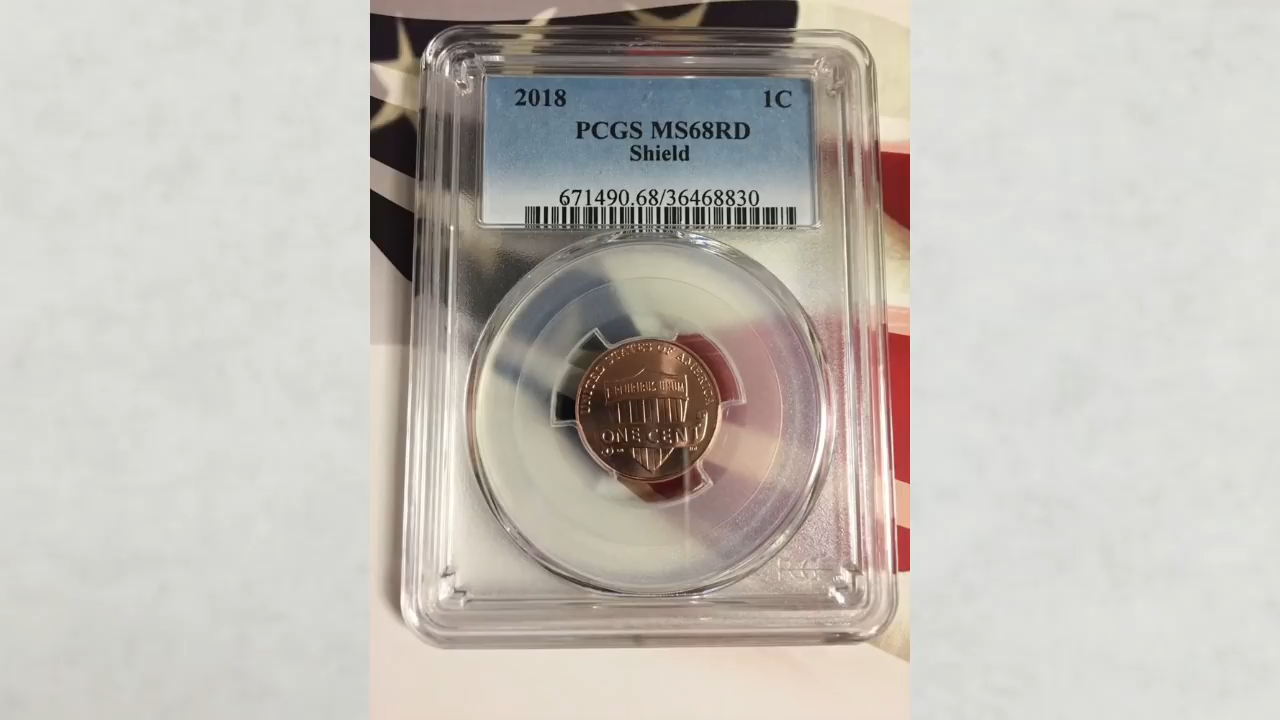 2018 1C
PCGS MS68RD
Shield
671490.68/36468830
UNITED STATES OF AMERICA
E PLURIBUS UNUM
ONE CENT